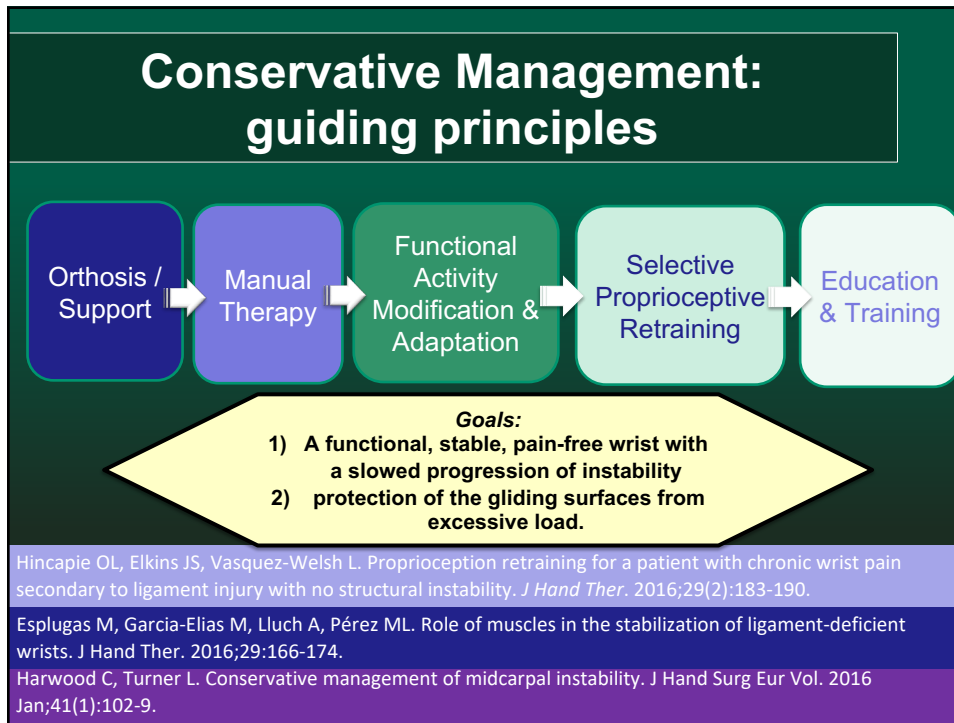 Conservative Management:
guiding principles
Orthosis /
Support
Manual
Therapy
Functional
Activity
Modification &
Adaptation
Selective
Proprioceptive
Retraining
Education
& Training
Goals:
1) A functional, stable, pain-free wrist with
a slowed progression of instability
2) protection of the gliding surfaces from
excessive load.
Hincapie OL, Elkins JS, Vasquez-Welsh L. Proprioception retraining for a patient with chronic wrist pain
secondary to ligament injury with no structural instability. J Hand Ther. 2016;29(2):183-190.
Esplugas M, Garcia-Elias M, Lluch A, Pérez ML. Role of muscles in the stabilization of ligament-deficient
wrists. J Hand Ther. 2016;29:166-174.
Harwood C, Turner L. Conservative management of midcarpal instability. J Hand Surg Eur Vol. 2016
Jan;41(1):102-9.